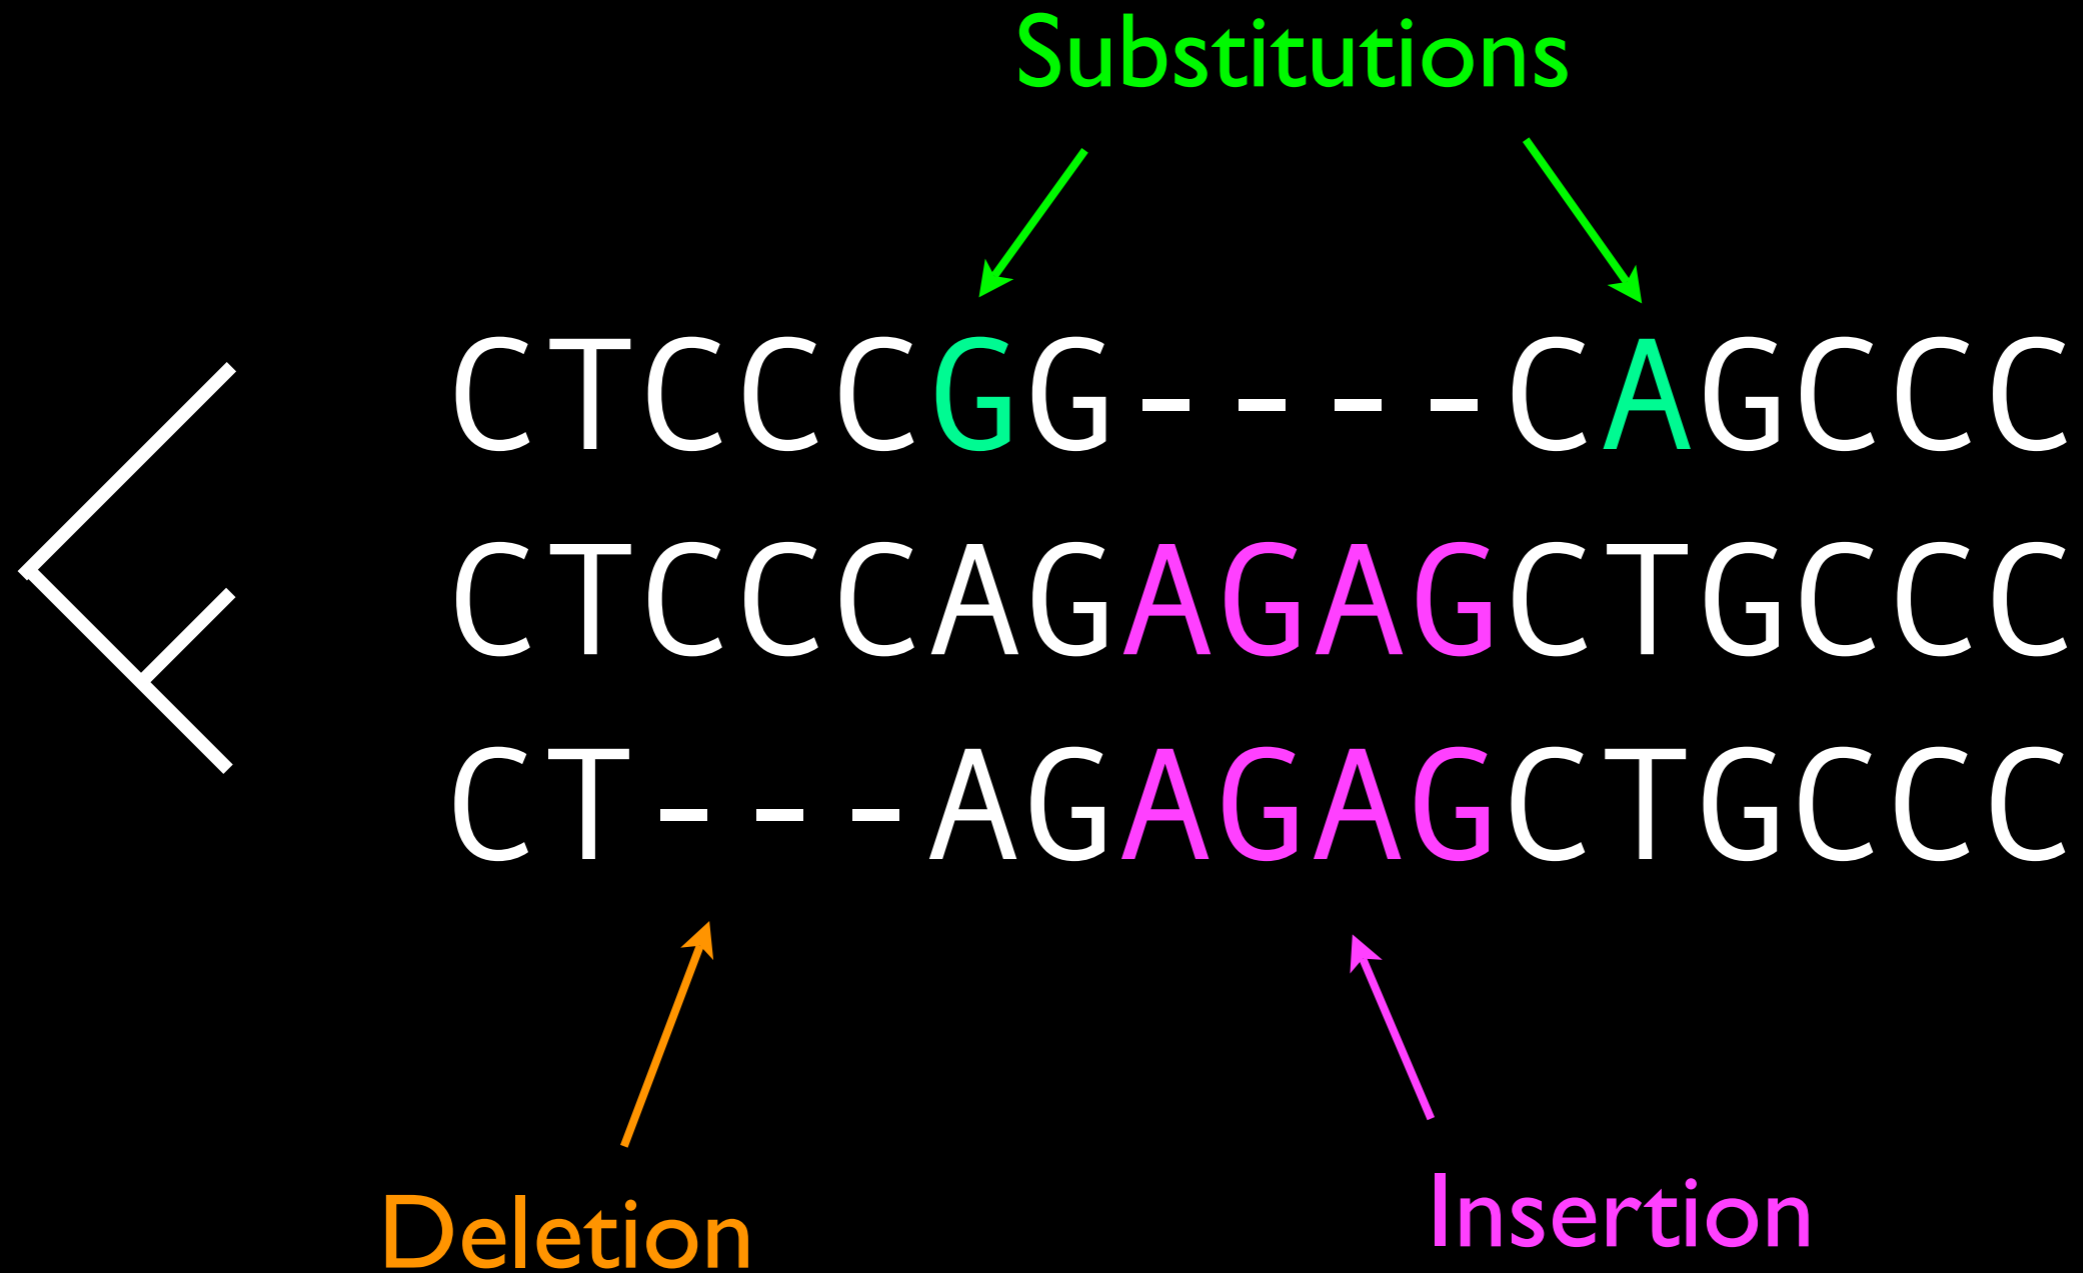 Substitutions
CTCCCGG----CAGCCC
CTCCCAGAGAGCTGCCC
CT---AGAGAGCTGCCC
Deletion
Insertion